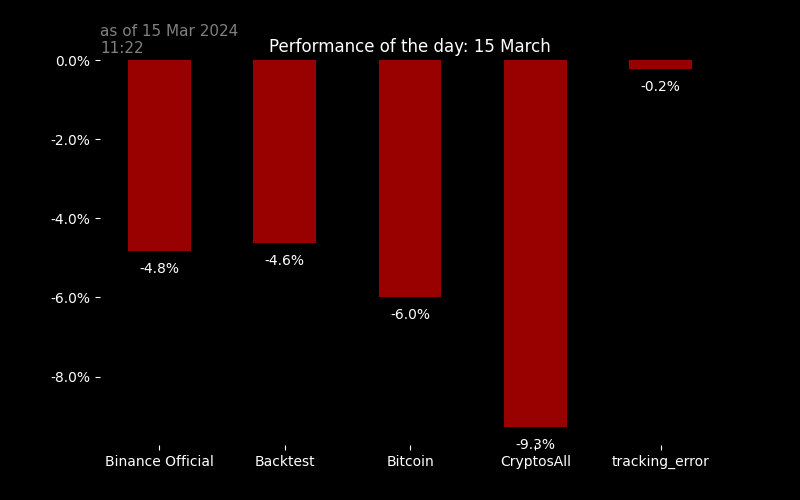 as of 15 Mar 2024
11:22
Performance of the day: 15 March
0.0%
-2.0%
-4.0%
-6.0%
-8.0%
-4.8%
-4.6%
-6.0%
-9.3%
-0.2%
Binance Official
Backtest
Bitcoin
CryptosAll
tracking_error